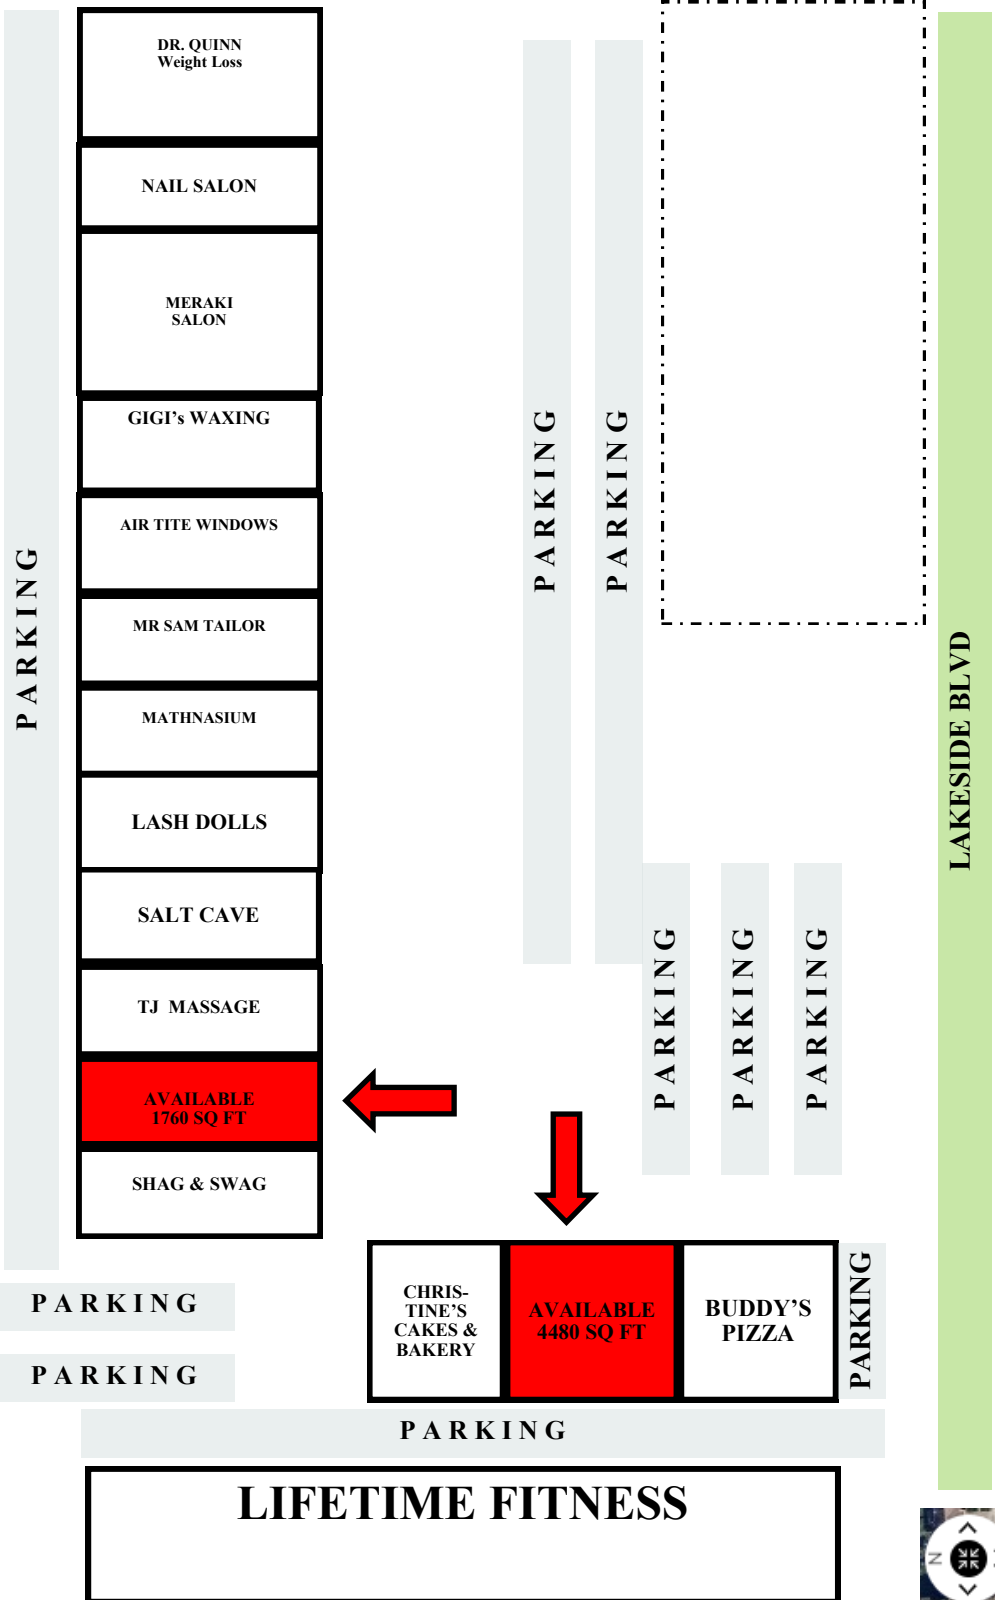 DR. QUINN
Weight Loss
NAIL SALON
MERAKI
SALON
GIGI's WAXING
AIR TITE WINDOWS
MR SAM TAILOR
MATHNASIUM
LASH DOLLS
SALT CAVE
TJ MASSAGE
AVAILABLE
1760 SQ FT
SHAG & SWAG
PARKING
PARKING
PARKING
PARKING
PARKING
PARKING
LAKESIDE BLVD
PARKING
PARKING
CHRIS-
TINE'S
CAKES &
BAKERY
AVAILABLE
4480 SQ FT
BUDDY'S
PIZZA
PARKING
PARKING
LIFETIME FITNESS
N